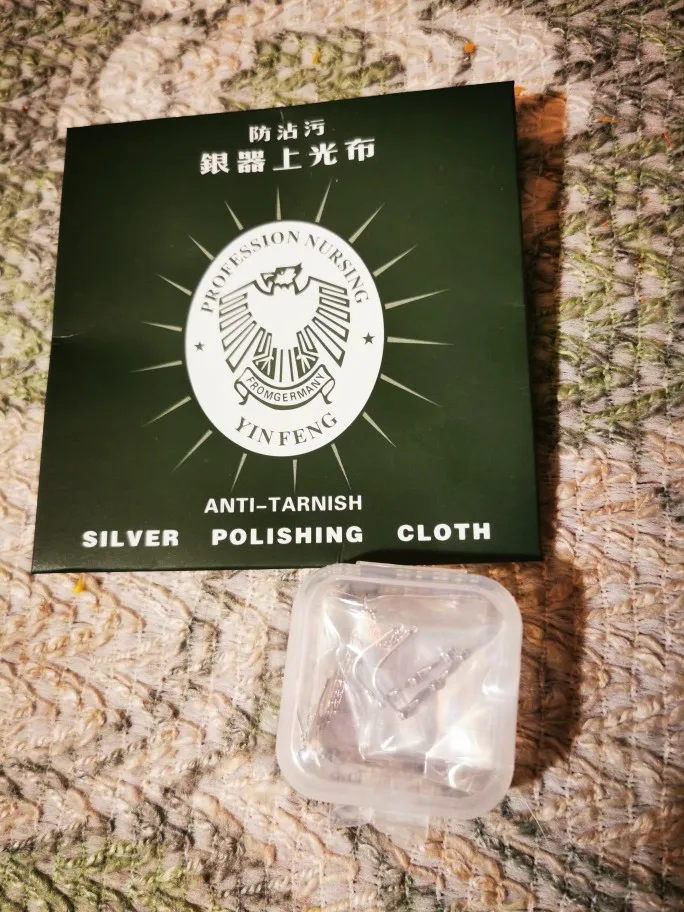 防沾污
銀器上光布
PROFESSION NURSING
FROMGERMANY
YIN FENG
ANTI-TARNISH
SILVER POLISHING CLOTH